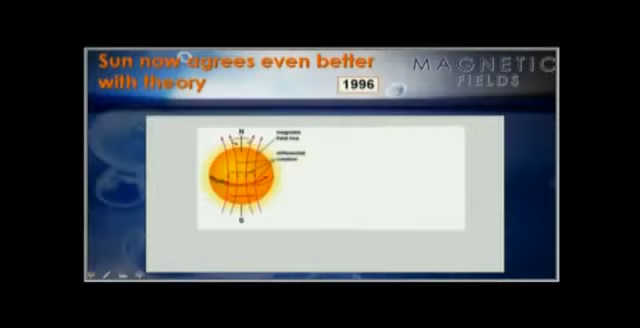 Sun now agrees even better
with theory
1996
MAGNETIC
FIELDS
N
magnetic
field line
differential
rotation
S